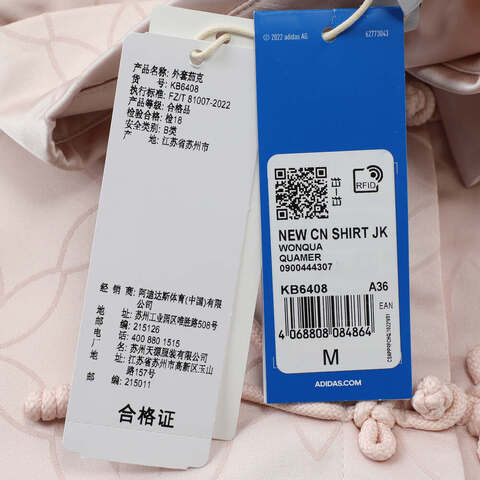 产品名称: 外套茄克
货 号: KB6408
执行标准: FZ/T 81007-2022
产品等级: 合格品
检验合格: 检18
安全类别: B类
产 地: 江苏省苏州市
经 销 商: 阿迪达斯体育(中国)有限
公司
地 址: 苏州工业园区唯胜路508号
邮 编: 215126
电 话: 400 880 1515
厂 名: 苏州天源服装有限公司
地 址: 江苏省苏州市高新区玉山
路157号
邮 编: 215011
合格证
©2022 adidas AG
62773043
RFID
NEW CN SHIRT JK
WONQUA
QUAMER
0900444307
KB6408 A36
EAN
4 068808 084864
M
ADIDAS.COM